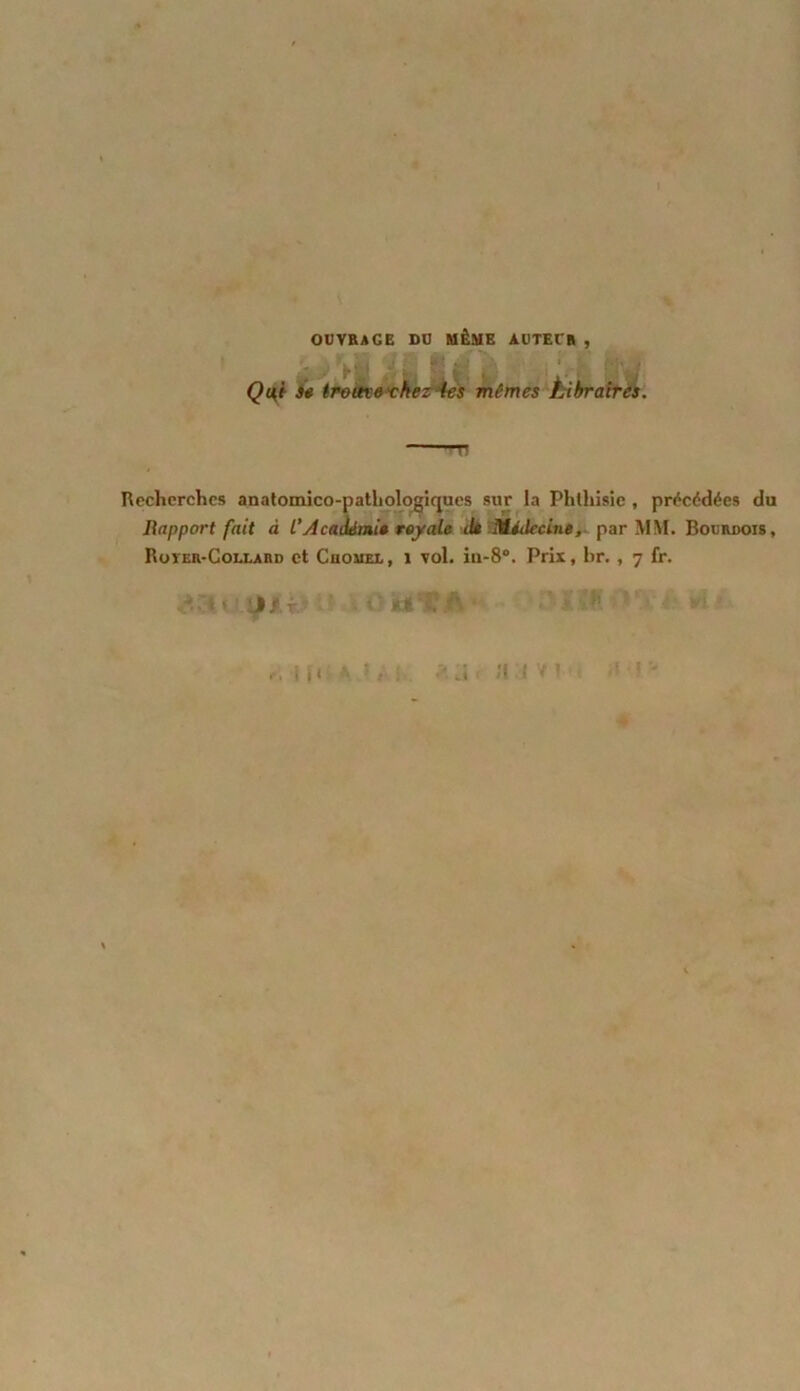 OUVRAGE DU MÊME AUTEUR ,
Qui se trouve chez les mêmes Libraires.
Recherches anatomico-pathologiques sur la Phthisie , précédées du
Rapport fait à l'Académie royale de Médecine, par MM. Bourdois,
Royer-Collard et Chomel, 1 vol. in-8°. Prix, br. , 7 fr.